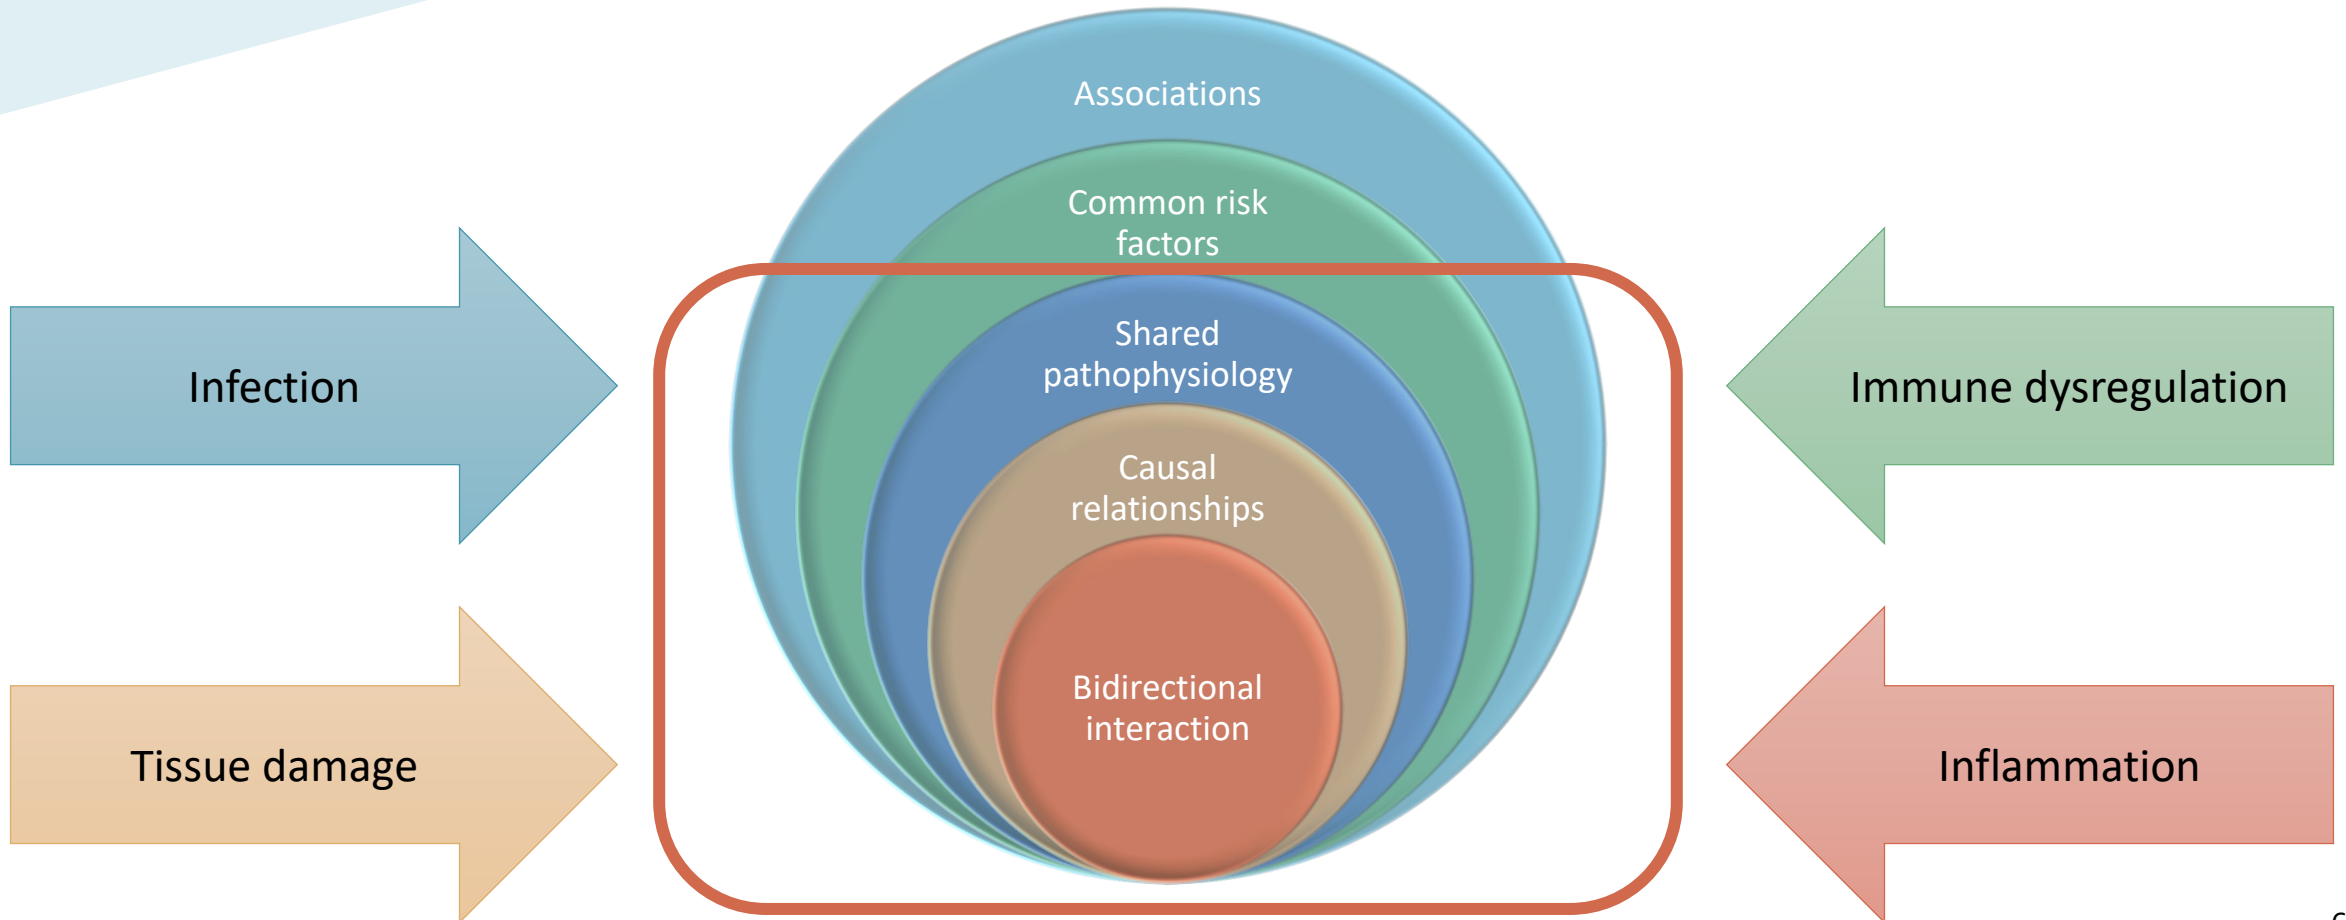 Associations
Common risk
factors
Shared
pathophysiology
Causal
relationships
Bidirectional
interaction
Infection
Tissue damage
Immune dysregulation
Inflammation